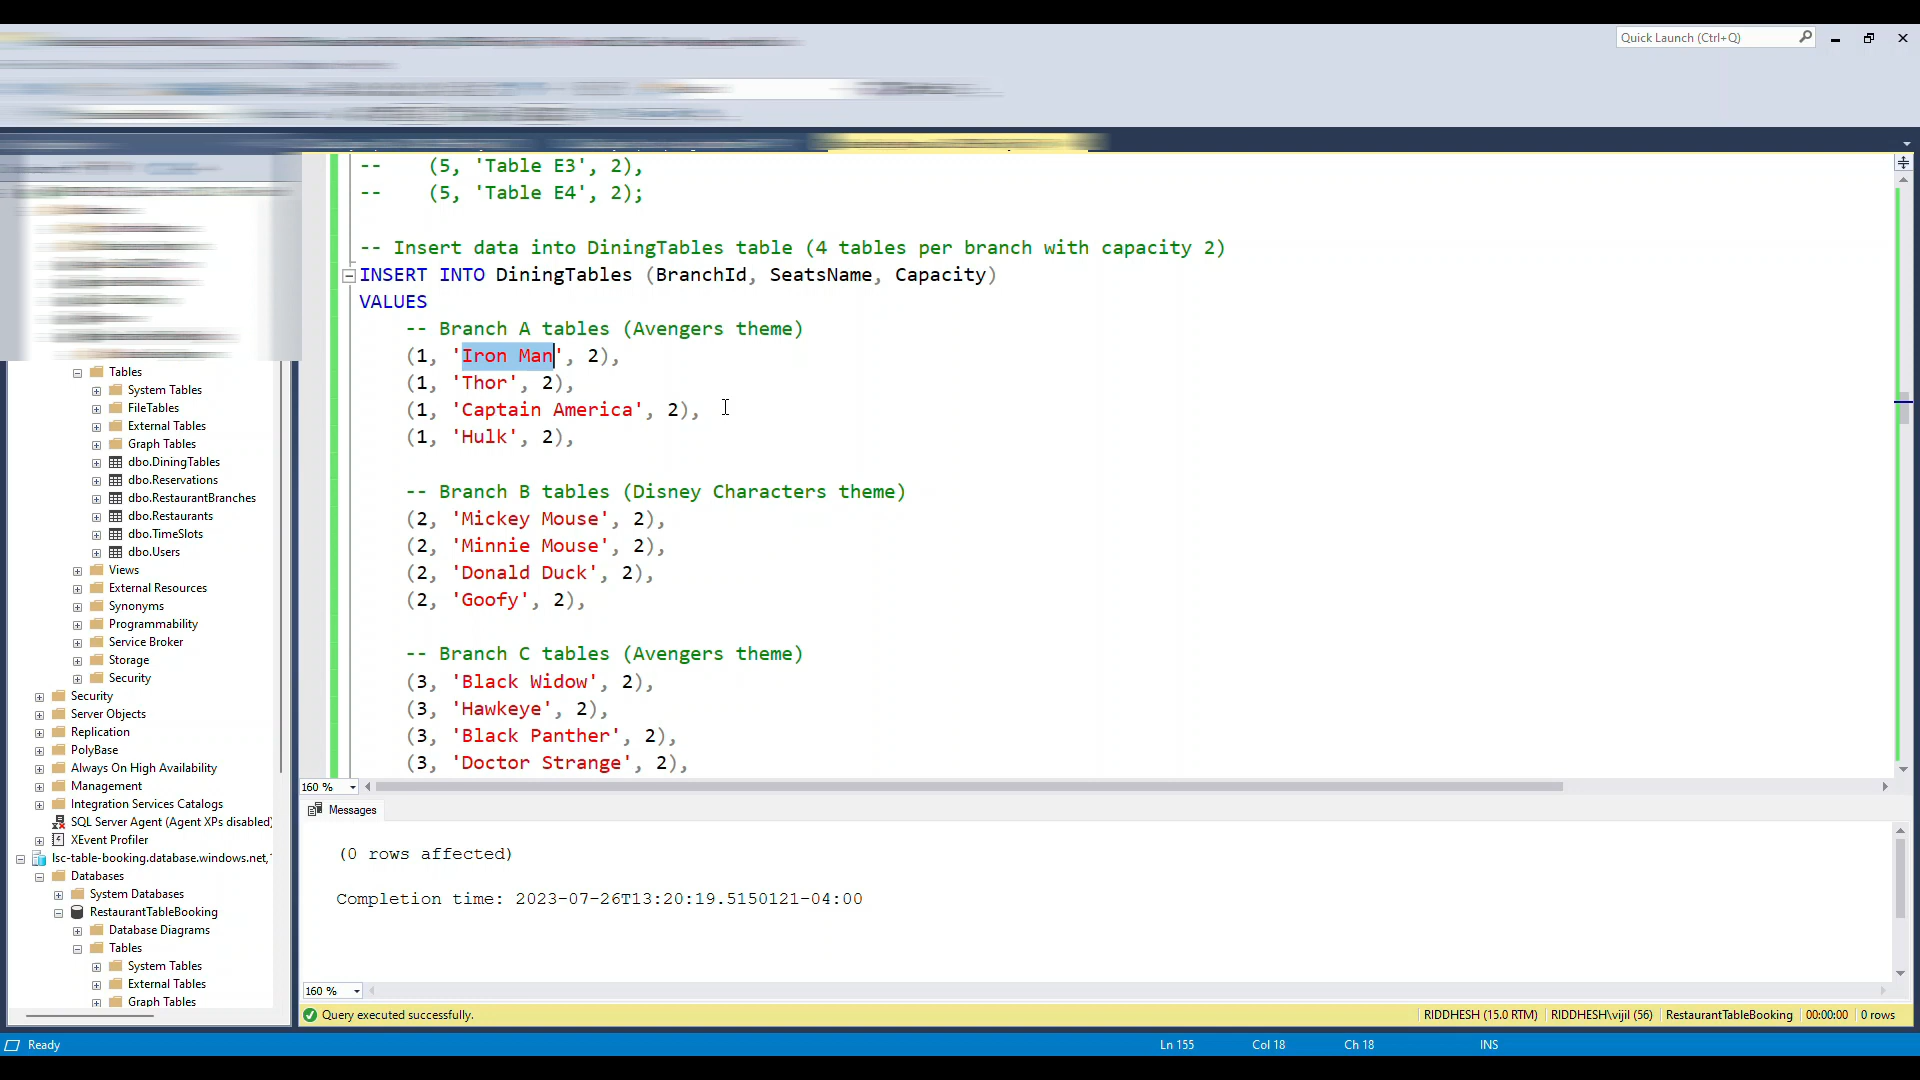 Quick Launch (Ctrl+Q)
-- (5, 'Table E3', 2),
-- (5, 'Table E4', 2);
-- Insert data into DiningTables table (4 tables per branch with capacity 2)
INSERT INTO DiningTables (BranchId, SeatsName, Capacity)
VALUES
-- Branch A tables (Avengers theme)
(1, 'Iron Man', 2),
(1, 'Thor', 2),
(1, 'Captain America', 2),
(1, 'Hulk', 2),
-- Branch B tables (Disney Characters theme)
(2, 'Mickey Mouse', 2),
(2, 'Minnie Mouse', 2),
(2, 'Donald Duck', 2),
(2, 'Goofy', 2),
-- Branch C tables (Avengers theme)
(3, 'Black Widow', 2),
(3, 'Hawkeye', 2),
(3, 'Black Panther', 2),
(3, 'Doctor Strange', 2),
Tables
System Tables
FileTables
External Tables
Graph Tables
dbo.DiningTables
dbo.Reservations
dbo.RestaurantBranches
dbo.Restaurants
dbo.TimeSlots
dbo.Users
Views
External Resources
Synonyms
Programmability
Service Broker
Storage
Security
Security
Server Objects
Replication
PolyBase
Always On High Availability
Management
Integration Services Catalogs
SQL Server Agent (Agent XPs disabled)
XEvent Profiler
lsc-table-booking.database.windows.net,
Databases
System Databases
RestaurantTableBooking
Database Diagrams
Tables
System Tables
External Tables
Graph Tables
160 %
Messages
(0 rows affected)
Completion time: 2023-07-26T13:20:19.5150121-04:00
160 %
Query executed successfully.
RIDDHESH (15.0 RTM)
RIDDHESH\vijil (56)
RestaurantTableBooking
00:00:00
0 rows
Ready
Ln 155
Col 18
Ch 18
INS